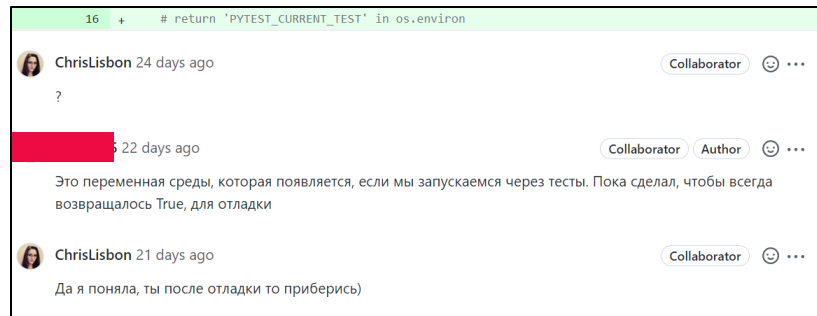 16 + # return 'PYTEST_CURRENT_TEST' in os.environ
ChrisLisbon 24 days ago
Collaborator
?
22 days ago
Collaborator Author
Это переменная среды, которая появляется, если мы запускаемся через тесты. Пока сделал, чтобы всегда
возвращалось True, для отладки
ChrisLisbon 21 days ago
Collaborator
Да я поняла, ты после отладки то приберись)